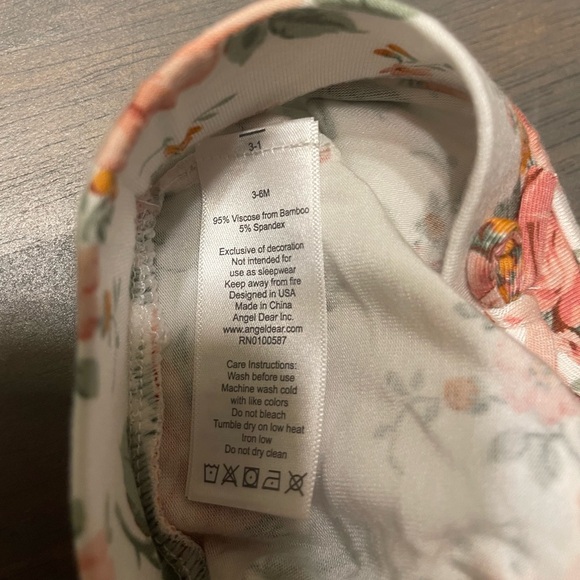 3-1
3-6M
95% Viscose from Bamboo
5% Spandex
Exclusive of decoration
Not intended for
use as sleepwear
Keep away from fire
Designed in USA
Made in China
Angel Dear Inc.
www.angeldear.com
RN0100587
Care Instructions:
Wash before use
Machine wash cold
with like colors
Do not bleach
Tumble dry on low heat
Iron low
Do not dry clean